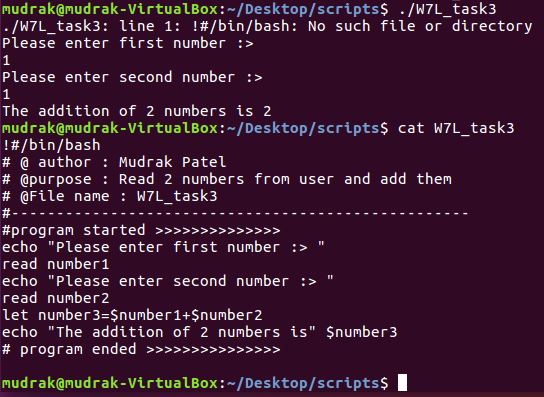 mudrak@mudrak-VirtualBox:~/Desktop/scripts$ ./W7L_task3
./W7L_task3: line 1: !#/bin/bash: No such file or directory
Please enter first number :>
1
Please enter second number :>
1
The addition of 2 numbers is 2
mudrak@mudrak-VirtualBox:~/Desktop/scripts$ cat W7L_task3
!#/bin/bash
# @ author : Mudrak Patel
# @purpose : Read 2 numbers from user and add them
# @File name : W7L_task3
#---------------------------------------------------
#program started >>>>>>>>>>>>>>
echo "Please enter first number :> "
read number1
echo "Please enter second number :> "
read number2
let number3=$number1+$number2
echo "The addition of 2 numbers is" $number3
# program ended >>>>>>>>>>>>>>>
mudrak@mudrak-VirtualBox:~/Desktop/scripts$